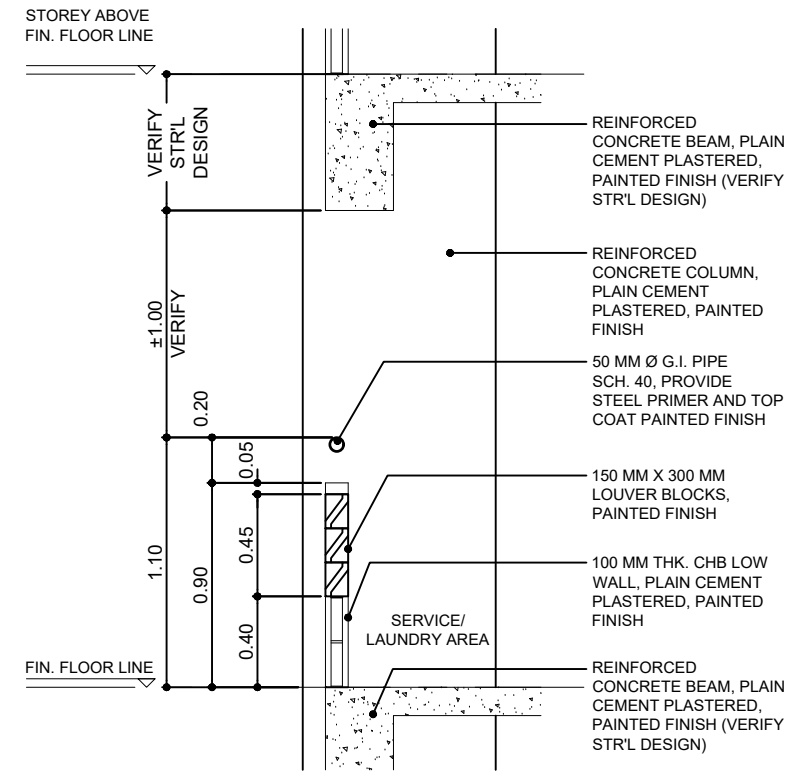 STOREY ABOVE
FIN. FLOOR LINE
VERIFY
STR'L
DESIGN
REINFORCED
CONCRETE BEAM, PLAIN
CEMENT PLASTERED,
PAINTED FINISH (VERIFY
STR'L DESIGN)
REINFORCED
CONCRETE COLUMN,
PLAIN CEMENT
PLASTERED, PAINTED
FINISH
±1.00
VERIFY
50 MM Ø G.I. PIPE
SCH. 40, PROVIDE
STEEL PRIMER AND TOP
COAT PAINTED FINISH
0.20
0.05
150 MM X 300 MM
LOUVER BLOCKS,
PAINTED FINISH
0.45
1.10
0.90
100 MM THK. CHB LOW
WALL, PLAIN CEMENT
PLASTERED, PAINTED
FINISH
0.40
SERVICE/
LAUNDRY AREA
FIN. FLOOR LINE
REINFORCED
CONCRETE BEAM, PLAIN
CEMENT PLASTERED,
PAINTED FINISH (VERIFY
STR'L DESIGN)